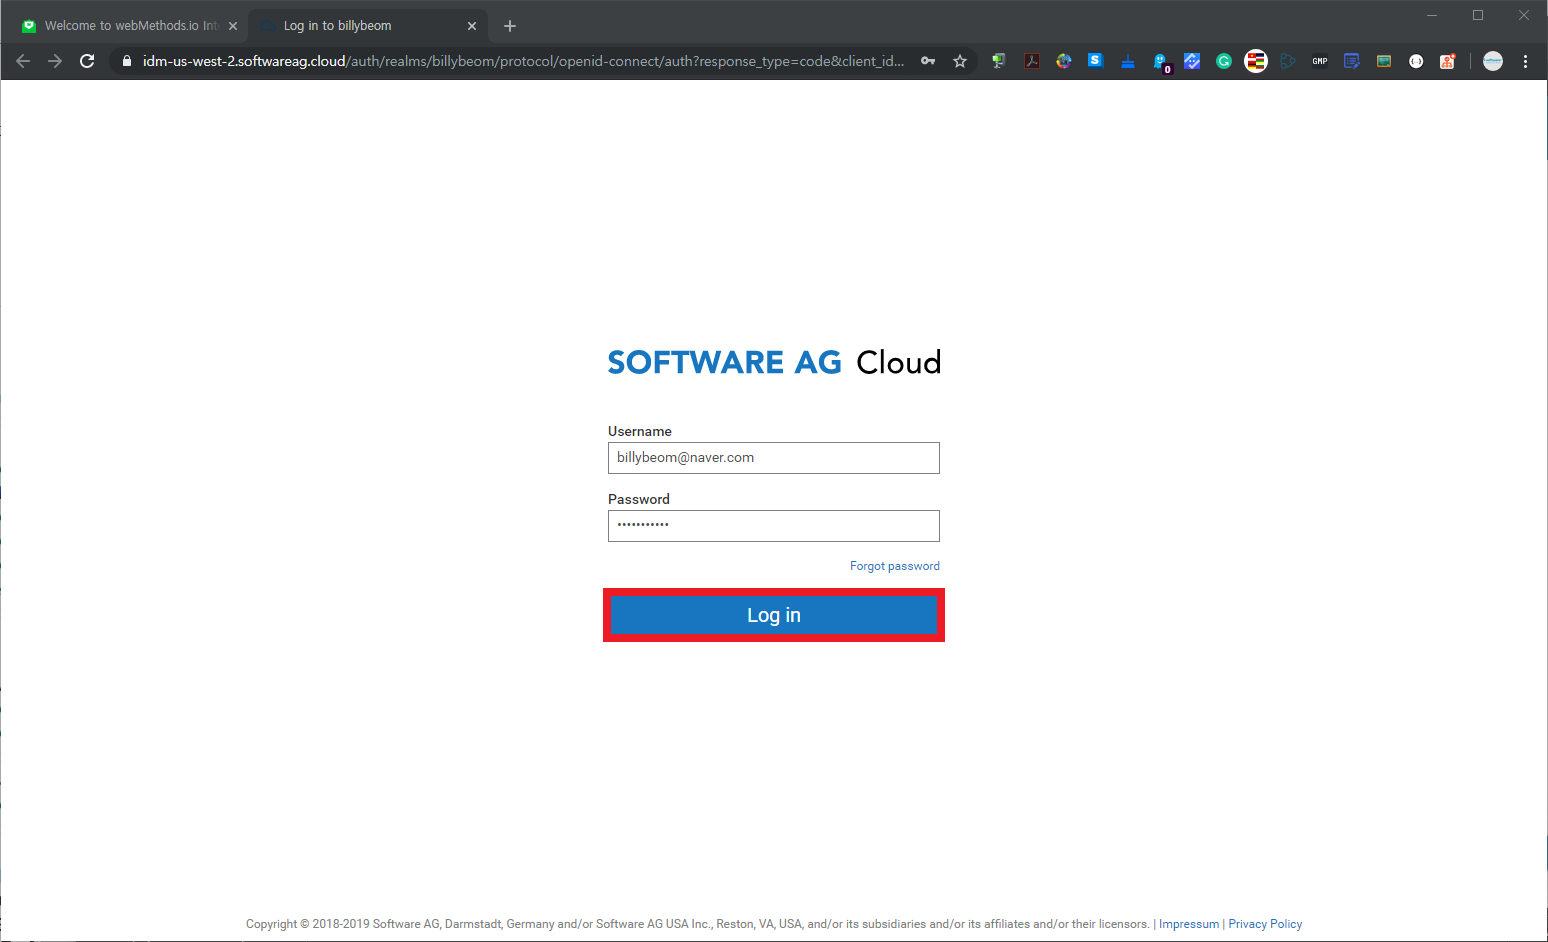 Welcome to webMethods.io Int
Log in to billybeom
idm-us-west-2.softwareag.cloud/auth/realms/billybeom/protocol/openid-connect/auth?response_type=code&client_id...
S
0
G
GMP
SOFTWARE AG Cloud
Username
billybeom@naver.com
Password
•••••••••••
Forgot password
Log in
Copyright © 2018-2019 Software AG, Darmstadt, Germany and/or Software AG USA Inc., Reston, VA, USA, and/or its subsidiaries and/or its affiliates and/or their licensors. | Impressum | Privacy Policy